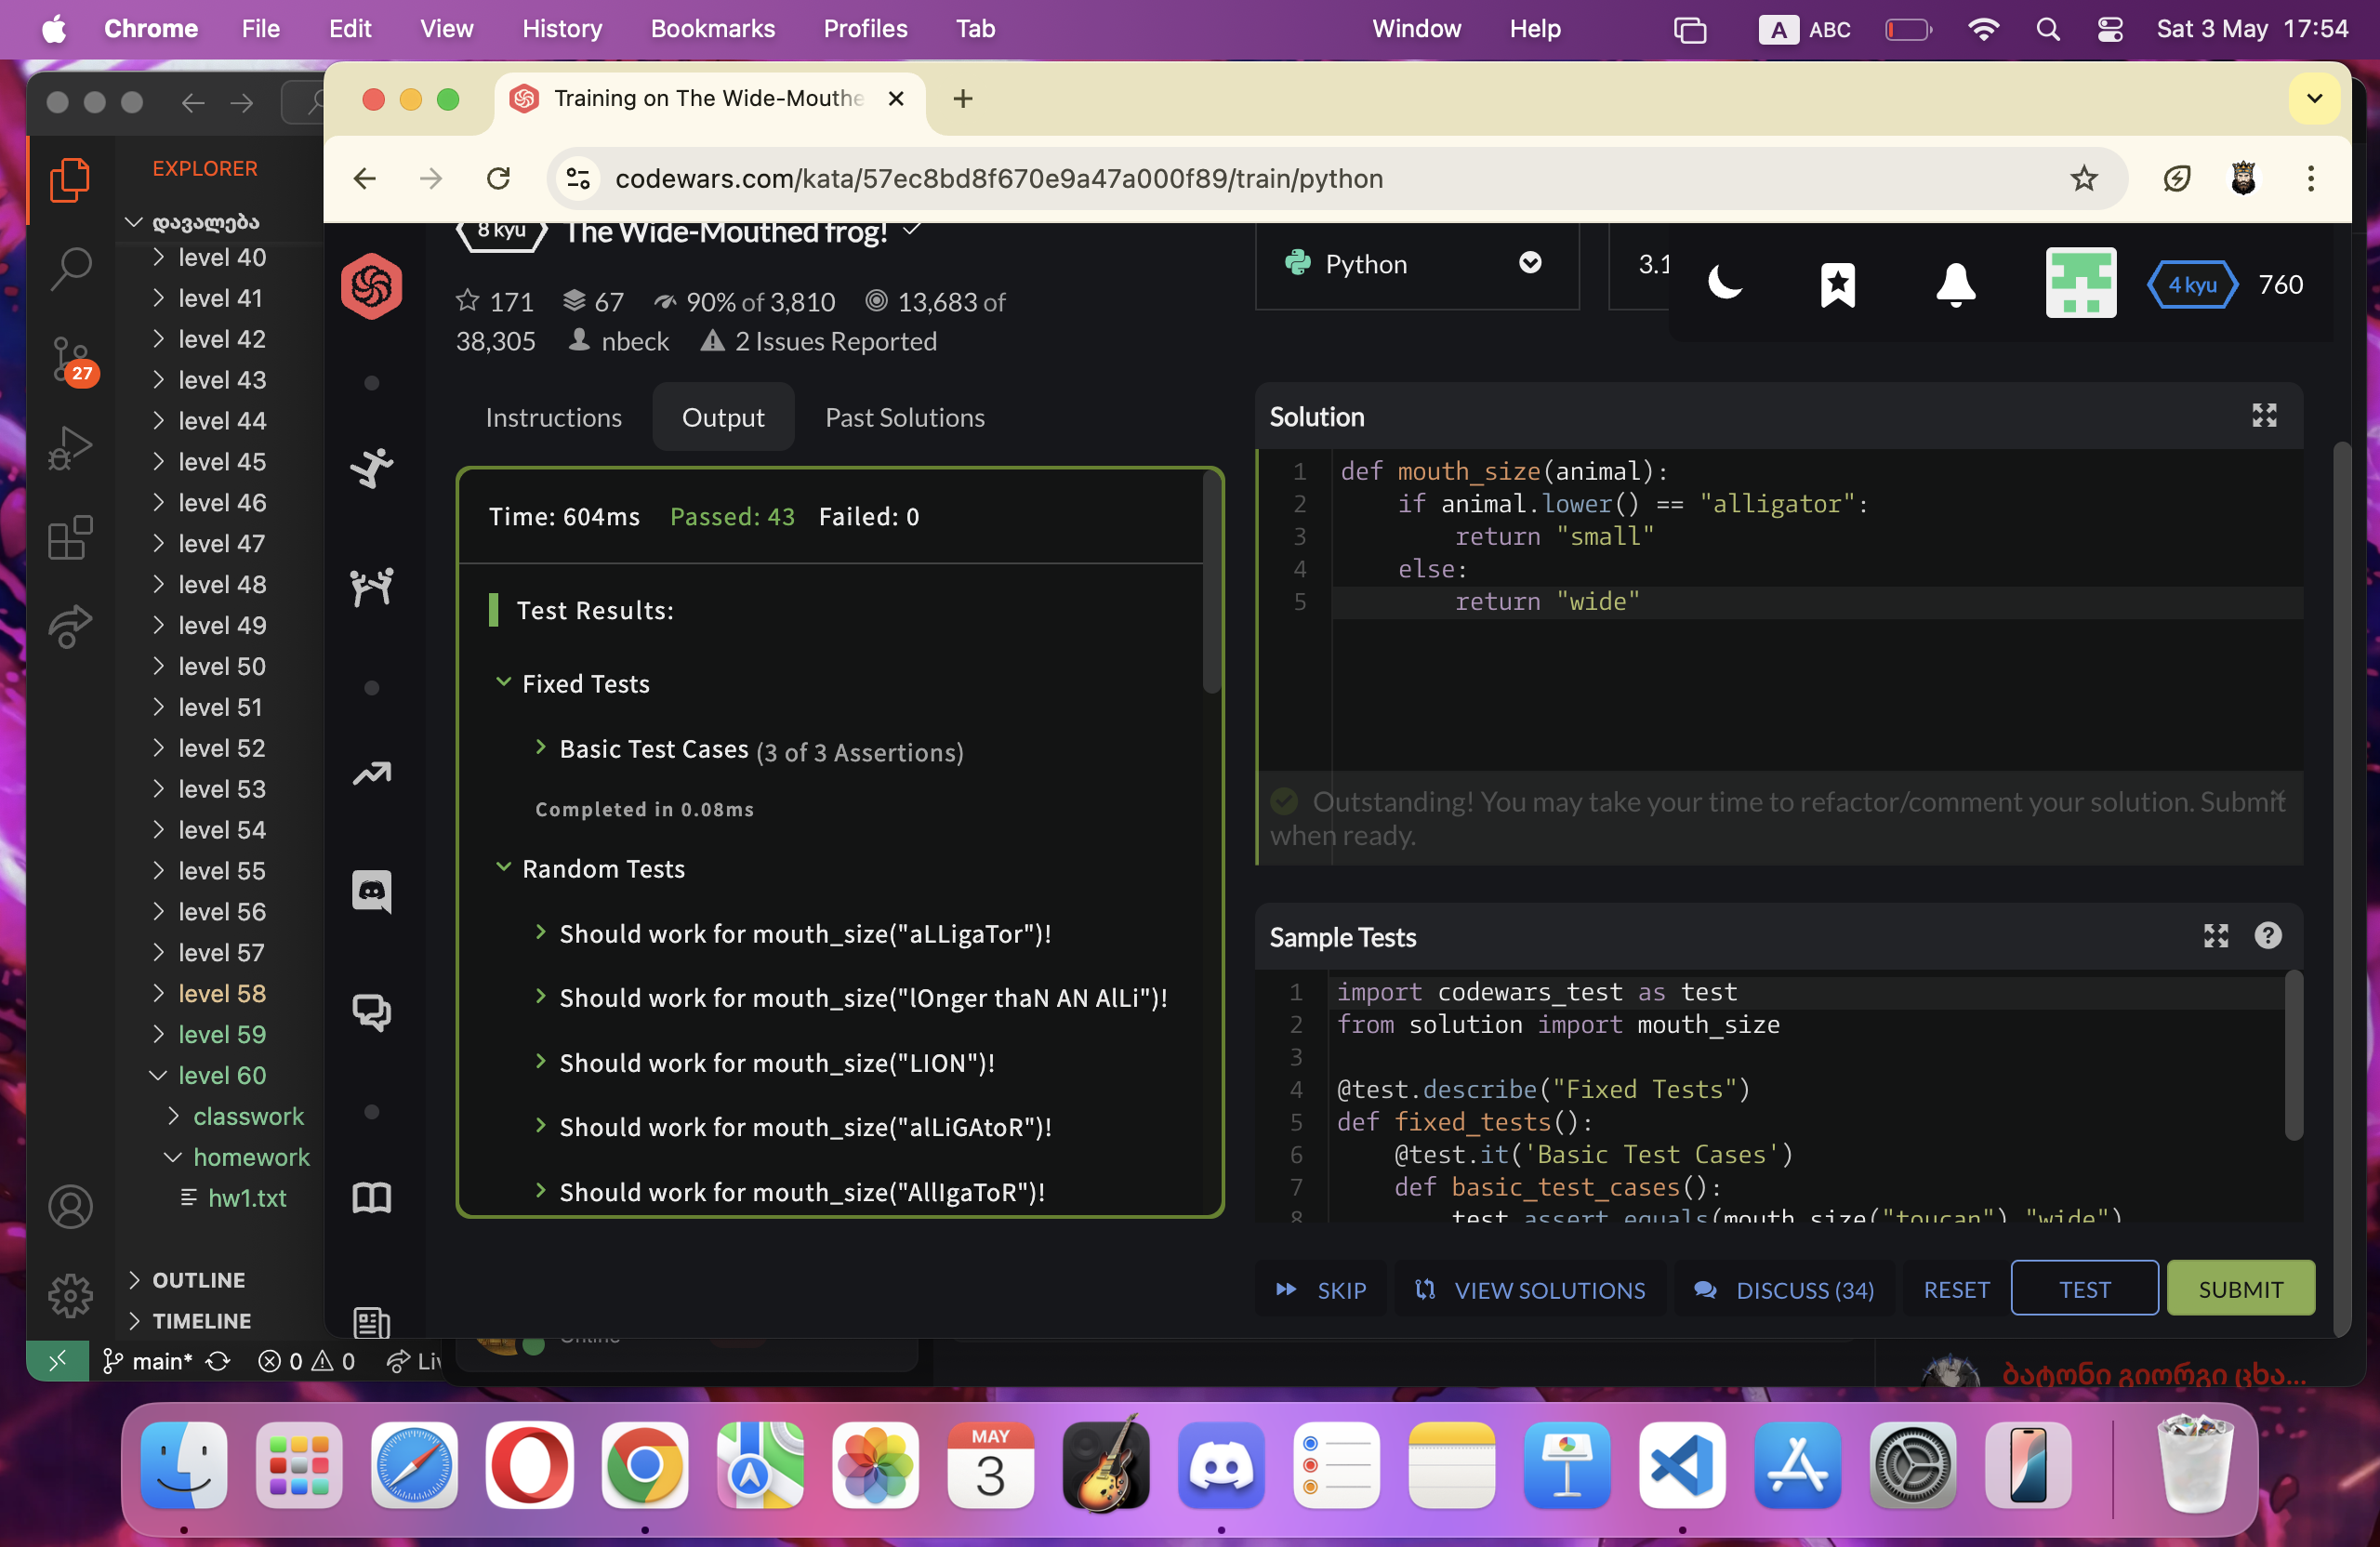 Chrome File Edit View History Bookmarks Profiles Tab Window Help A ABC Sat 3 May 17:54
Training on The Wide-Mouthe
codewars.com/kata/57ec8bd8f670e9a47a000f89/train/python
EXPLORER
დავალება
level 40
level 41
level 42
level 43
level 44
level 45
level 46
level 47
level 48
level 49
level 50
level 51
level 52
level 53
level 54
level 55
level 56
level 57
level 58
level 59
level 60
classwork
homework
hw1.txt
OUTLINE
TIMELINE
27
main* 0 0 Liv
8 kyu The Wide-Mouthed frog!
171 67 90% of 3,810 13,683 of
38,305 nbeck 2 Issues Reported
Python
3.1
4 kyu 760
Instructions Output Past Solutions
Time: 604ms Passed: 43 Failed: 0
Test Results:
Fixed Tests
Basic Test Cases (3 of 3 Assertions)
Completed in 0.08ms
Random Tests
Should work for mouth_size("aLLigaTor")!
Should work for mouth_size("lOnger thaN AN AlLi")!
Should work for mouth_size("LION")!
Should work for mouth_size("alLiGAtoR")!
Should work for mouth_size("AllIgaToR")!
Solution
1 def mouth_size(animal):
2 if animal.lower() == "alligator":
3 return "small"
4 else:
5 return "wide"
Outstanding! You may take your time to refactor/comment your solution. Submit
when ready.
Sample Tests
1 import codewars_test as test
2 from solution import mouth_size
3
4 @test.describe("Fixed Tests")
5 def fixed_tests():
6 @test.it('Basic Test Cases')
7 def basic_test_cases():
8 test.assert_equals(mouth_size("toucan"),"wide")
SKIP VIEW SOLUTIONS DISCUSS (34) RESET TEST SUBMIT
Online
ბატონი გიორგი ცხა...
MAY
3